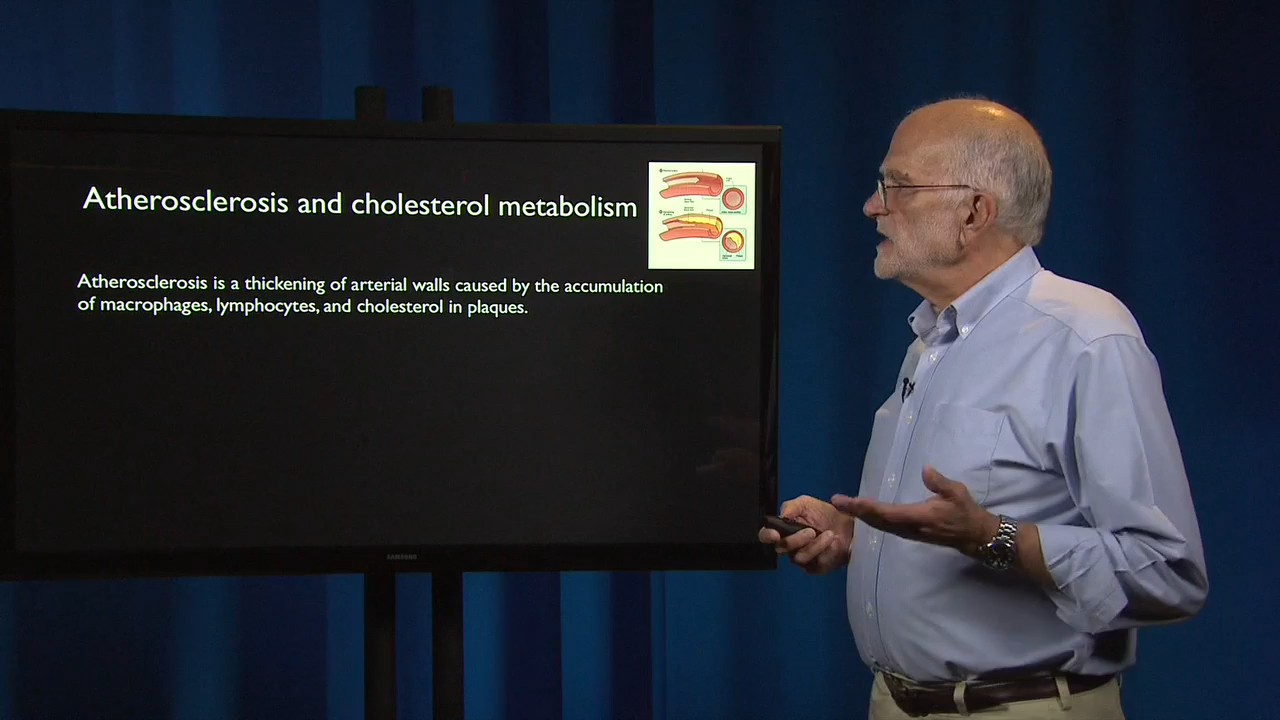 Atherosclerosis and cholesterol metabolism
Atherosclerosis is a thickening of arterial walls caused by the accumulation
of macrophages, lymphocytes, and cholesterol in plaques.
SAMSUNG